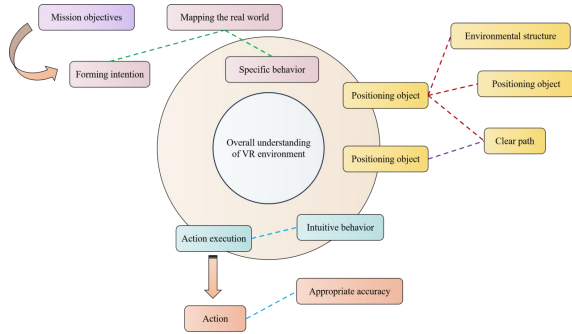 Mission objectives
Mapping the real world
Environmental structure
Forming intention
Specific behavior
Positioning object
Positioning object
Overall understanding
of VR environment
Clear path
Positioning object
Intuitive behavior
Action execution
Appropriate accuracy
Action